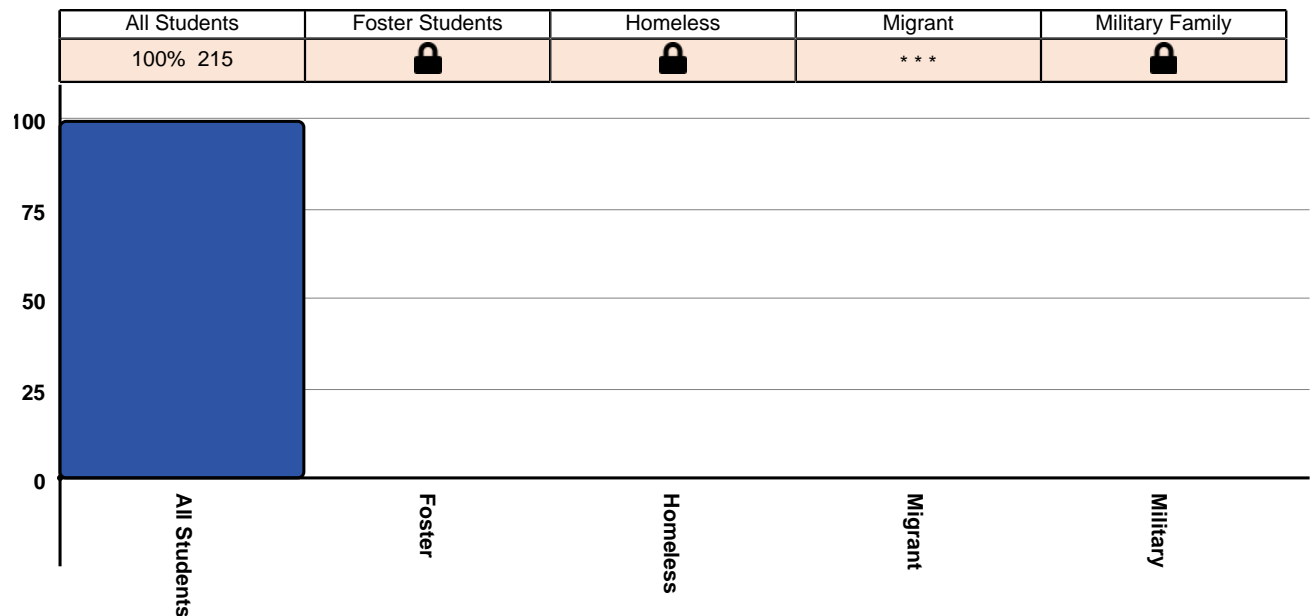 All Students Foster Students Homeless Migrant Military Family
100% 215 * * *
100
75
50
25
0
All Students Foster Homeless Migrant Military